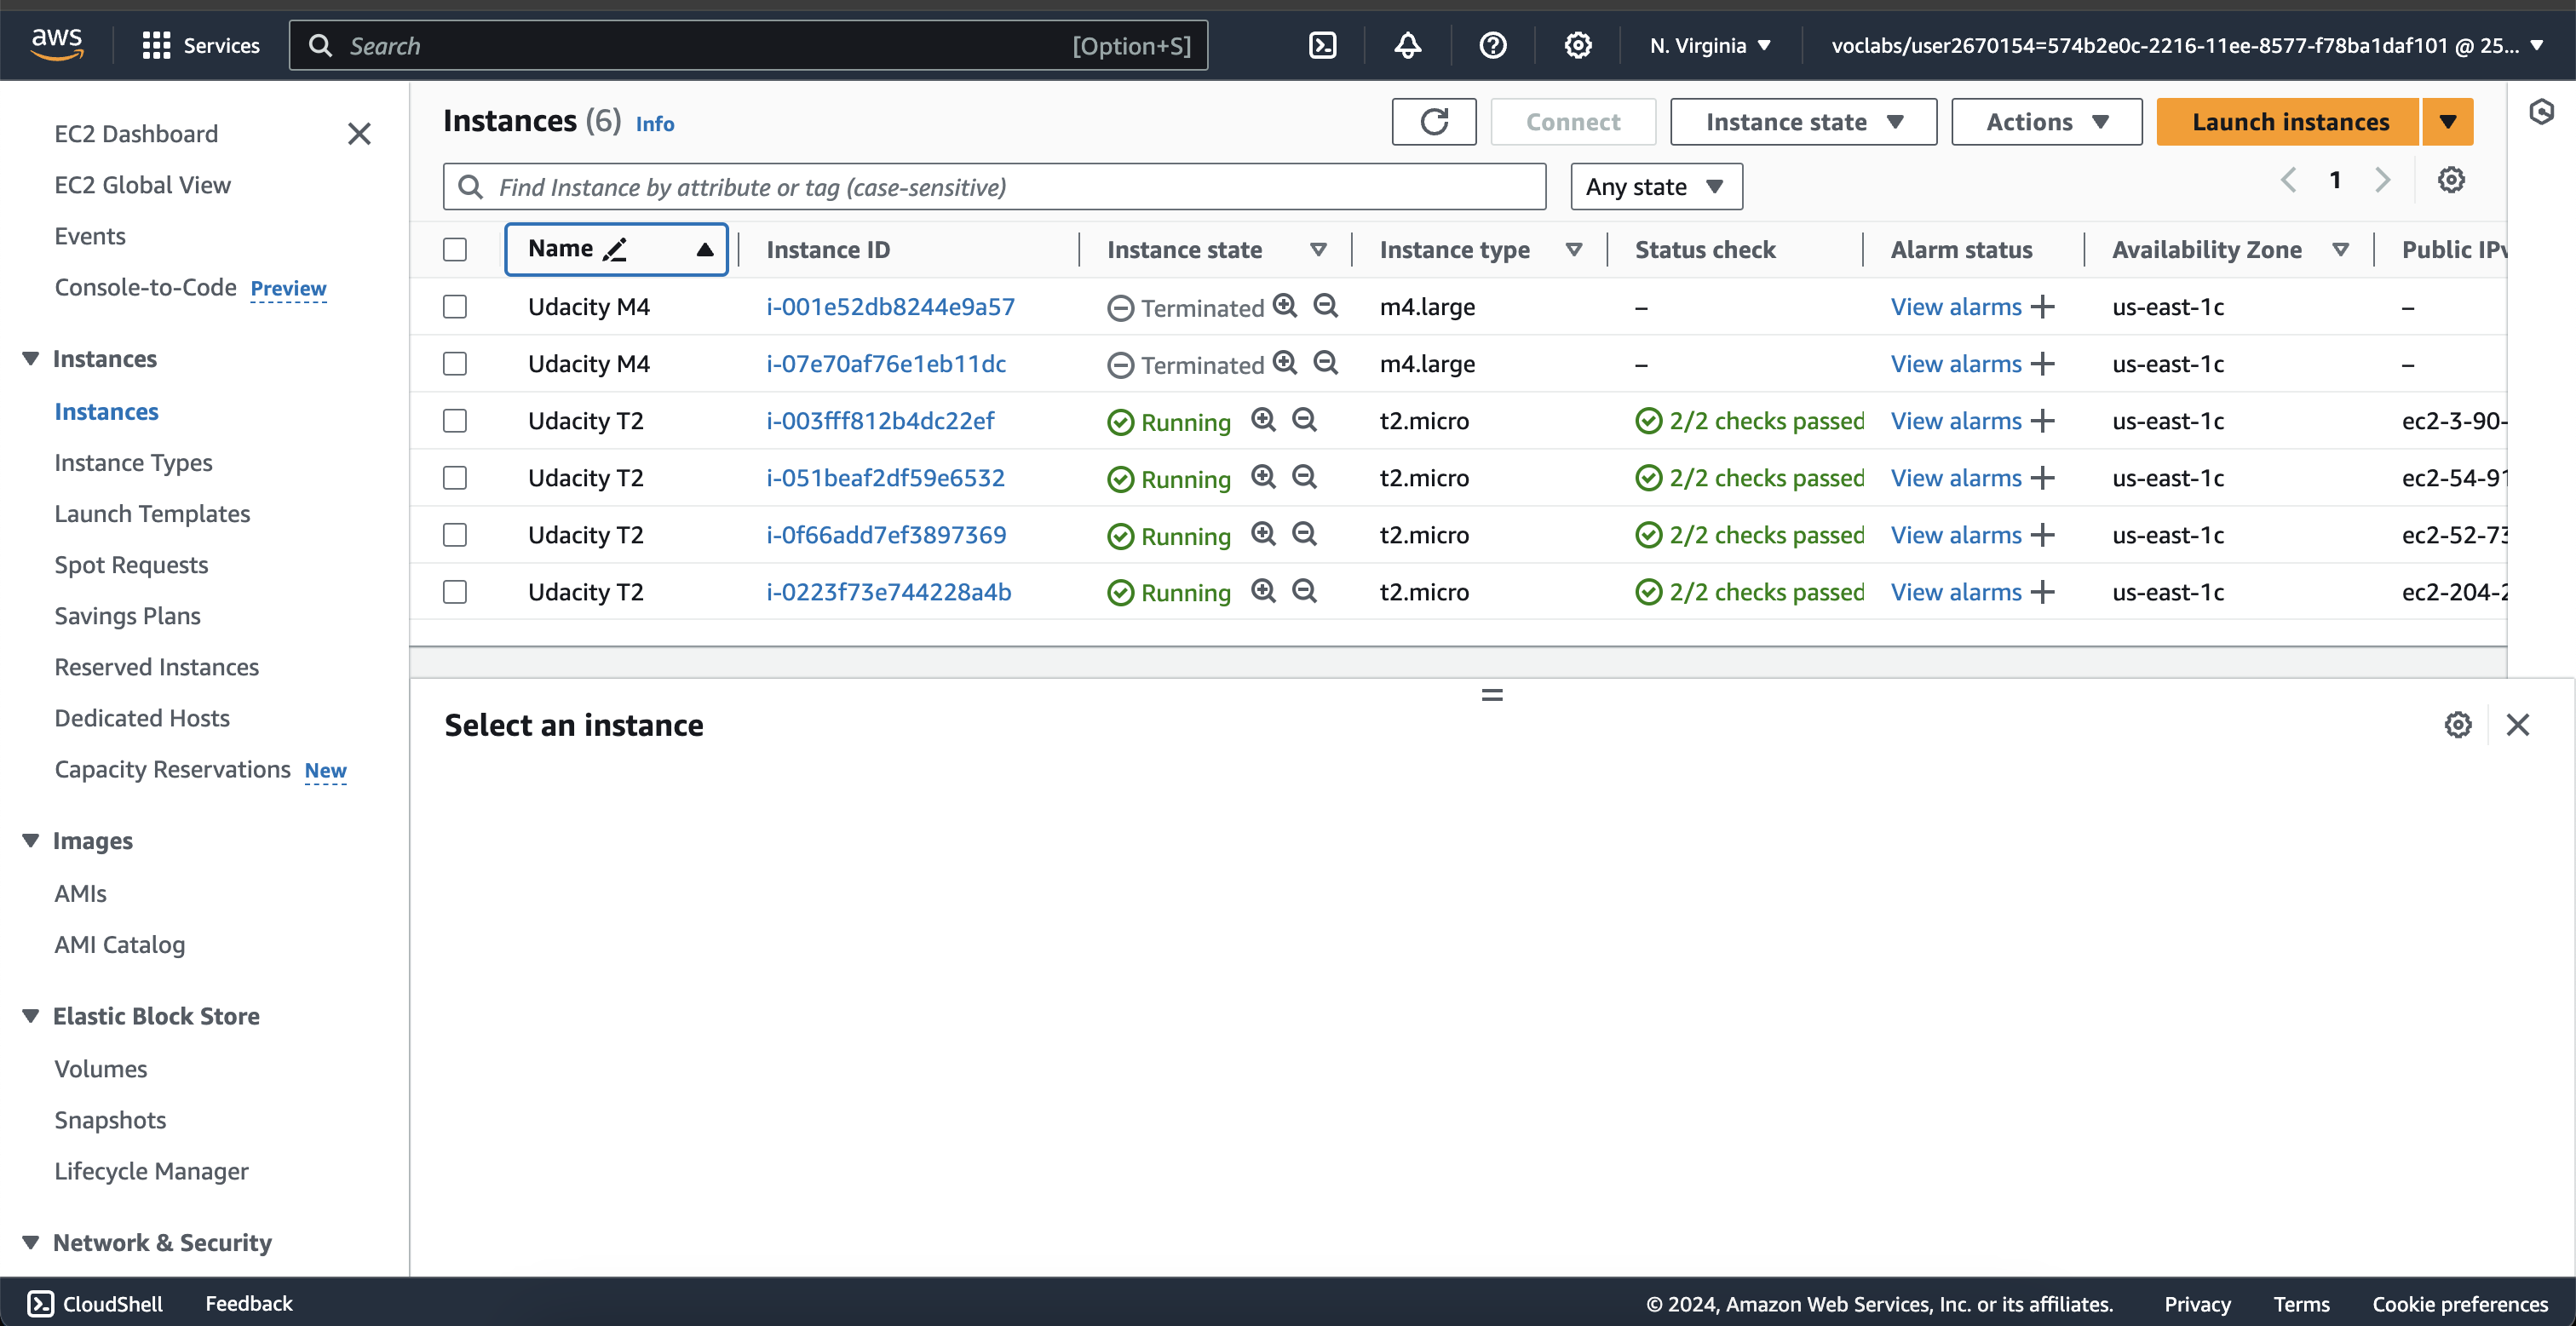 aws
Services
Search [Option+S]
N. Virginia
voclabs/user2670154=574b2e0c-2216-11ee-8577-f78ba1daf101 @ 25...
EC2 Dashboard
EC2 Global View
Events
Console-to-Code Preview
Instances
Instances
Instance Types
Launch Templates
Spot Requests
Savings Plans
Reserved Instances
Dedicated Hosts
Capacity Reservations New
Images
AMIs
AMI Catalog
Elastic Block Store
Volumes
Snapshots
Lifecycle Manager
Network & Security
Instances (6) Info
Connect
Instance state
Actions
Launch instances
Find Instance by attribute or tag (case-sensitive)
Any state
1
Name Instance ID Instance state Instance type Status check Alarm status Availability Zone Public IPv
Udacity M4 i-001e52db8244e9a57 Terminated m4.large – View alarms us-east-1c –
Udacity M4 i-07e70af76e1eb11dc Terminated m4.large – View alarms us-east-1c –
Udacity T2 i-003fff812b4dc22ef Running t2.micro 2/2 checks passed View alarms us-east-1c ec2-3-90-
Udacity T2 i-051beaf2df59e6532 Running t2.micro 2/2 checks passed View alarms us-east-1c ec2-54-91
Udacity T2 i-0f66add7ef3897369 Running t2.micro 2/2 checks passed View alarms us-east-1c ec2-52-73
Udacity T2 i-0223f73e744228a4b Running t2.micro 2/2 checks passed View alarms us-east-1c ec2-204-2
Select an instance
CloudShell
Feedback
© 2024, Amazon Web Services, Inc. or its affiliates.
Privacy
Terms
Cookie preferences